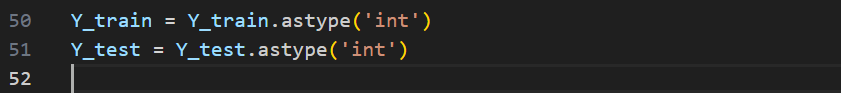 50 Y_train = Y_train.astype('int')
51 Y_test = Y_test.astype('int')
52